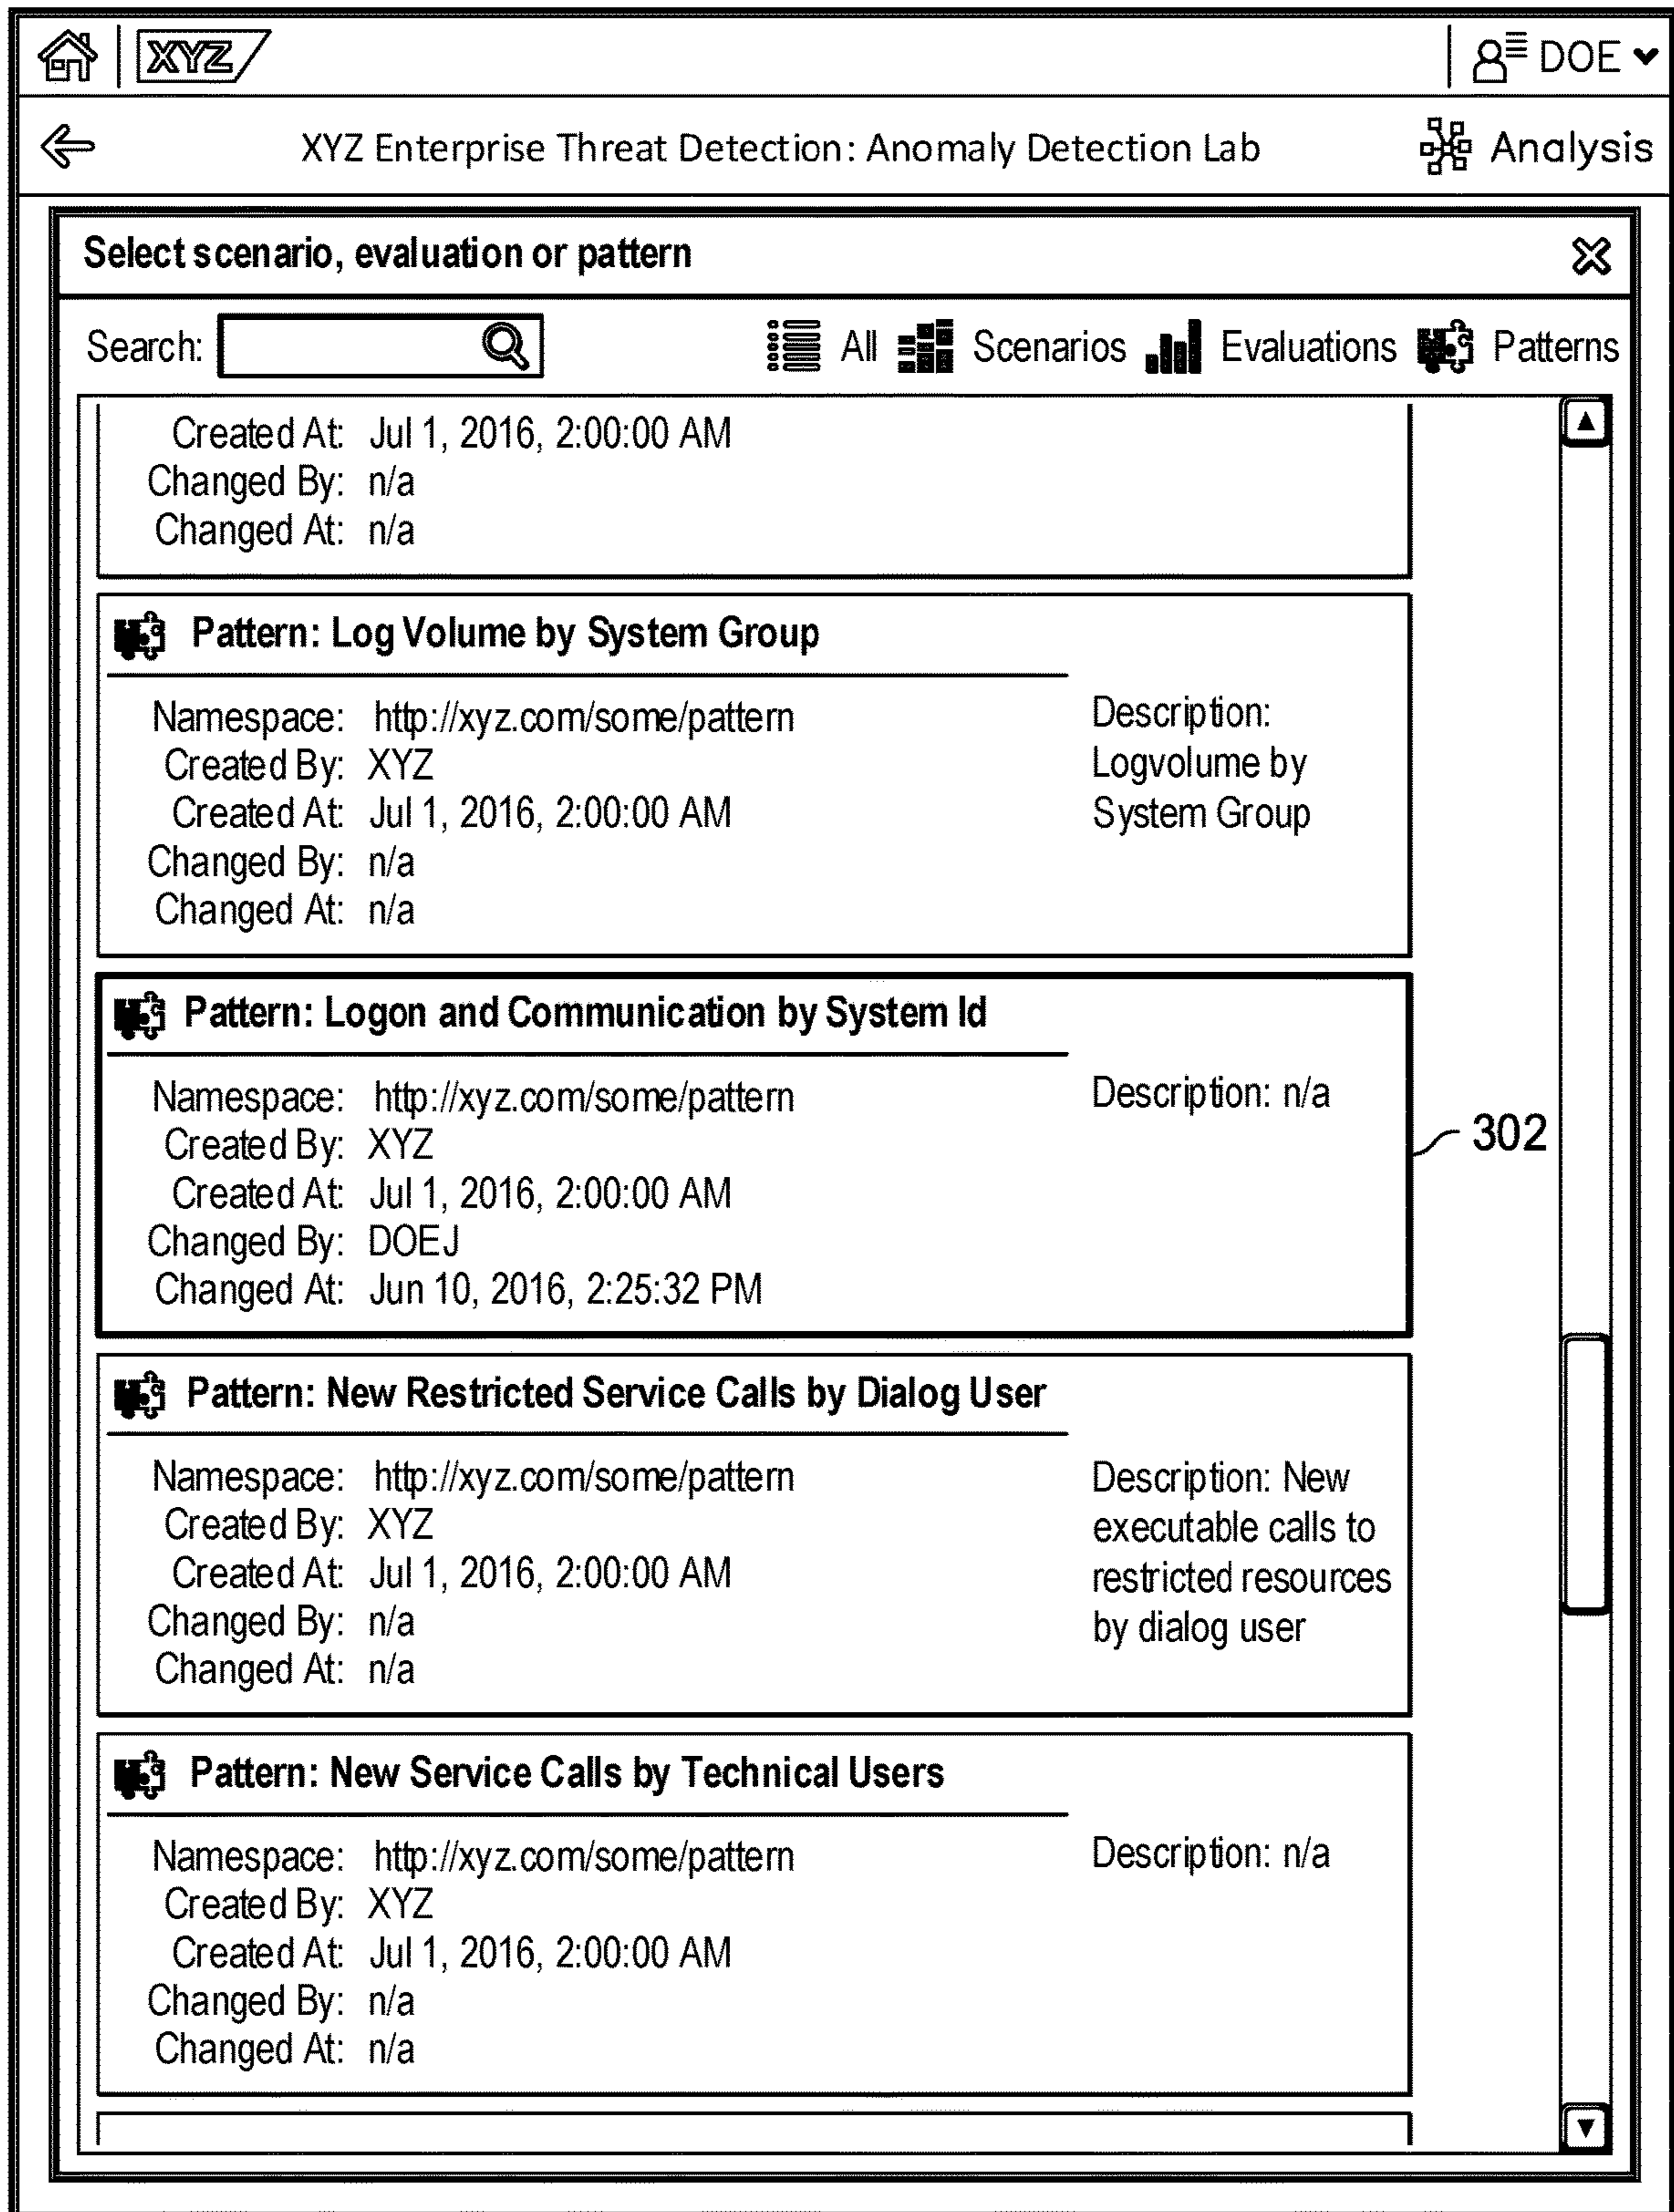 XYZ
DOE
XYZ Enterprise Threat Detection: Anomaly Detection Lab
Analysis
Select scenario, evaluation or pattern
Search:
All
Scenarios
Evaluations
Patterns
Created At: Jul 1, 2016, 2:00:00 AM
Changed By: n/a
Changed At: n/a
Pattern: Log Volume by System Group
Namespace: http://xyz.com/some/pattern
Created By: XYZ
Created At: Jul 1, 2016, 2:00:00 AM
Changed By: n/a
Changed At: n/a
Description:
Logvolume by
System Group
Pattern: Logon and Communication by System Id
Namespace: http://xyz.com/some/pattern
Created By: XYZ
Created At: Jul 1, 2016, 2:00:00 AM
Changed By: DOEJ
Changed At: Jun 10, 2016, 2:25:32 PM
Description: n/a
302
Pattern: New Restricted Service Calls by Dialog User
Namespace: http://xyz.com/some/pattern
Created By: XYZ
Created At: Jul 1, 2016, 2:00:00 AM
Changed By: n/a
Changed At: n/a
Description: New
executable calls to
restricted resources
by dialog user
Pattern: New Service Calls by Technical Users
Namespace: http://xyz.com/some/pattern
Created By: XYZ
Created At: Jul 1, 2016, 2:00:00 AM
Changed By: n/a
Changed At: n/a
Description: n/a